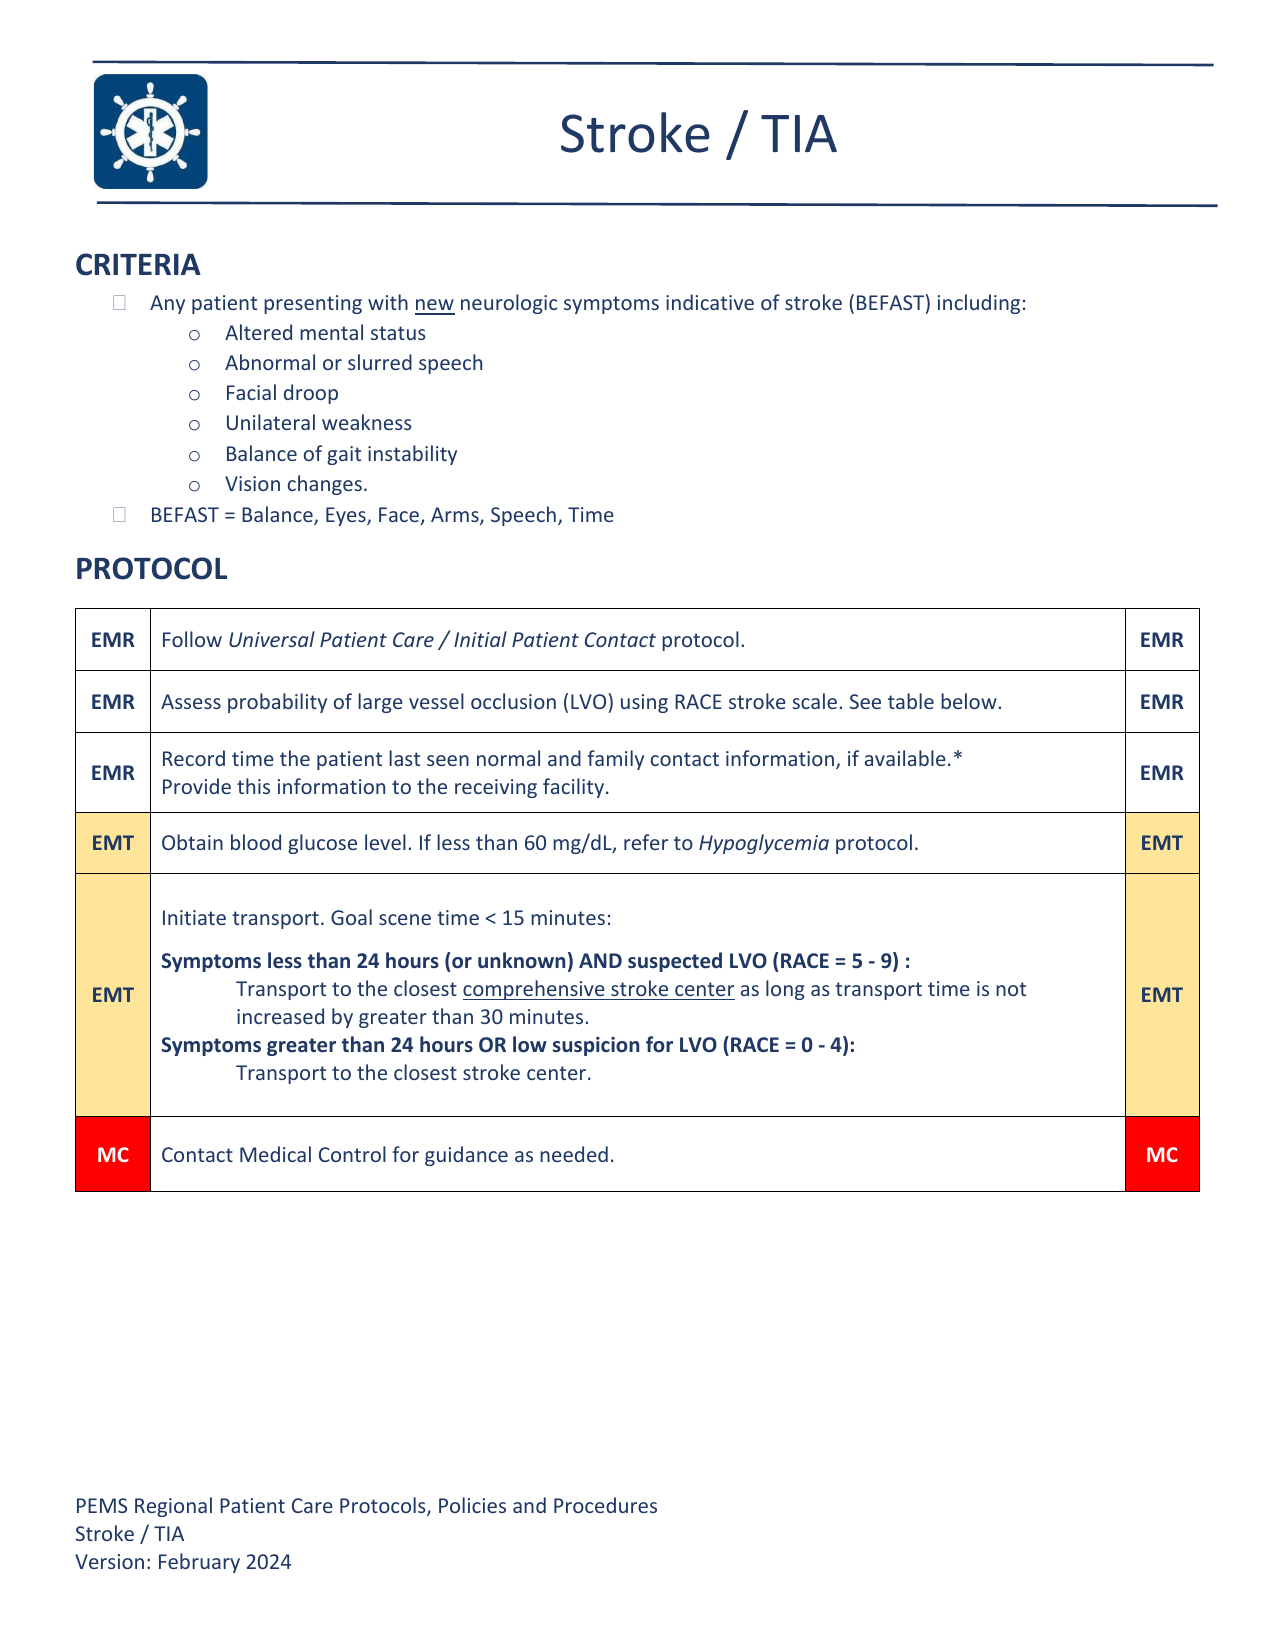 Stroke / TIA
CRITERIA
Any patient presenting with new neurologic symptoms indicative of stroke (BEFAST) including:
o Altered mental status
o Abnormal or slurred speech
o Facial droop
o Unilateral weakness
o Balance of gait instability
o Vision changes.
BEFAST = Balance, Eyes, Face, Arms, Speech, Time
PROTOCOL
EMR Follow Universal Patient Care / Initial Patient Contact protocol. EMR
EMR Assess probability of large vessel occlusion (LVO) using RACE stroke scale. See table below. EMR
EMR Record time the patient last seen normal and family contact information, if available.* EMR
Provide this information to the receiving facility.
EMT Obtain blood glucose level. If less than 60 mg/dL, refer to Hypoglycemia protocol. EMT
Initiate transport. Goal scene time < 15 minutes:
Symptoms less than 24 hours (or unknown) AND suspected LVO (RACE = 5 - 9) :
EMT Transport to the closest comprehensive stroke center as long as transport time is not EMT
increased by greater than 30 minutes.
Symptoms greater than 24 hours OR low suspicion for LVO (RACE = 0 - 4):
Transport to the closest stroke center.
MC Contact Medical Control for guidance as needed. MC
PEMS Regional Patient Care Protocols, Policies and Procedures
Stroke / TIA
Version: February 2024